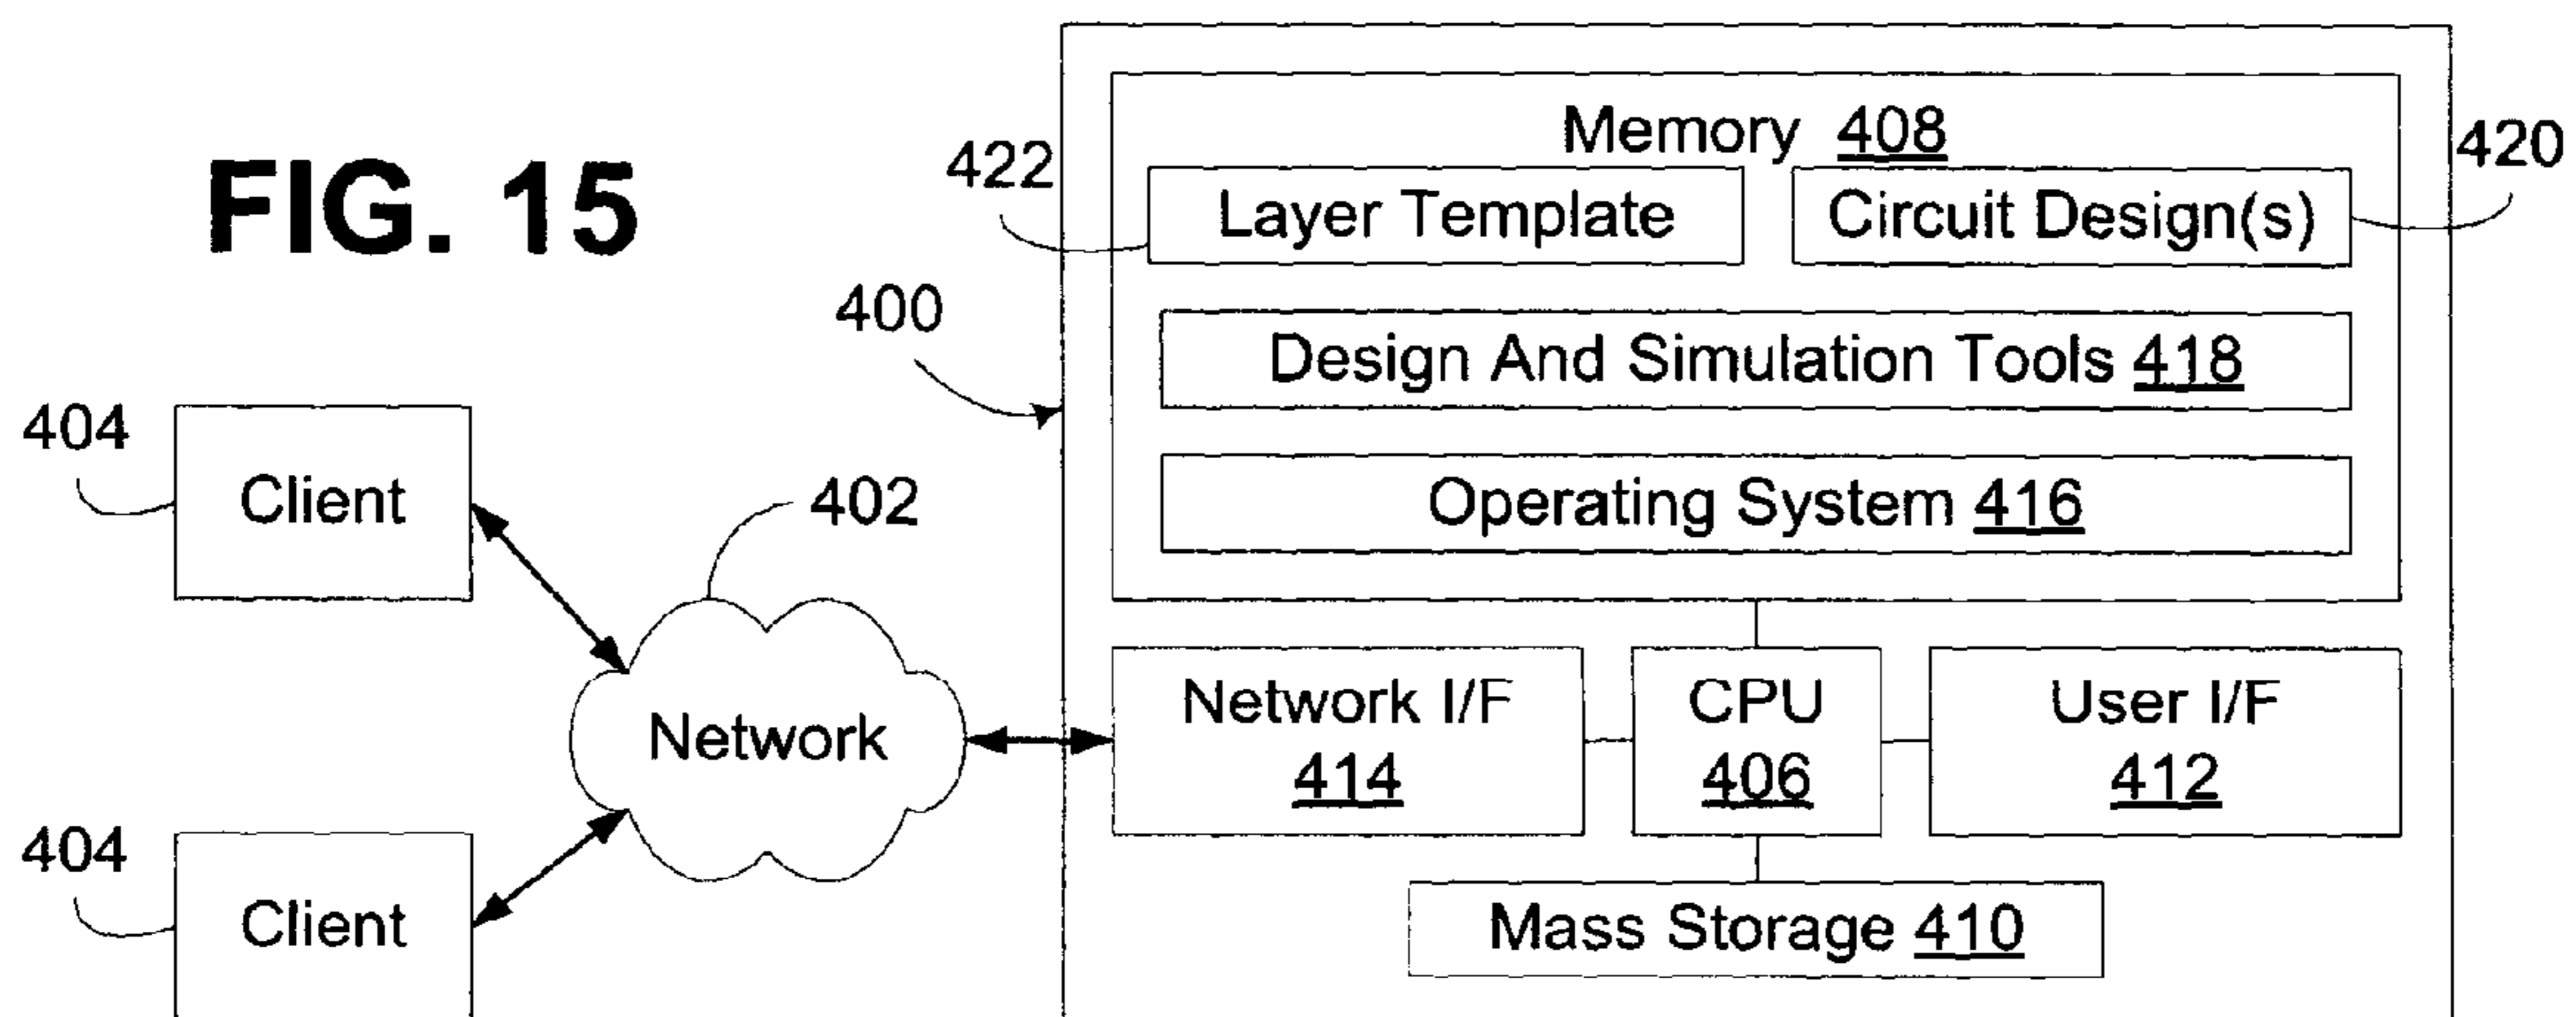 FIG. 15
Memory 408
422
420
Layer Template
Circuit Design(s)
400
Design And Simulation Tools 418
404
Client
402
Operating System 416
Network
Network I/F
414
CPU
406
User I/F
412
404
Client
Mass Storage 410